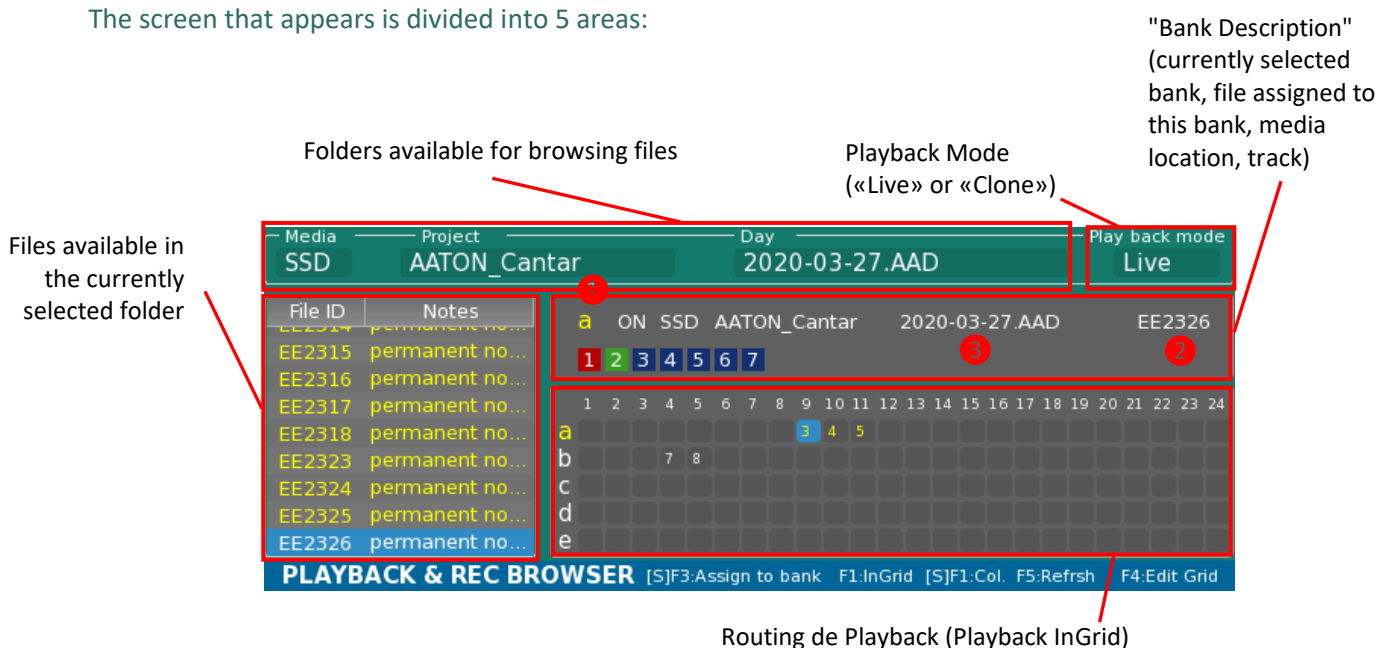 The screen that appears is divided into 5 areas:
"Bank Description"
(currently selected
bank, file assigned to
this bank, media
location, track)
Folders available for browsing files
Playback Mode
(«Live» or «Clone»)
Files available in
the currently
selected folder
Media Project Day Play back mode
SSD AATON_Cantar 2020-03-27.AAD Live
File ID Notes
EE2314 permanent no...
EE2315 permanent no...
EE2316 permanent no...
EE2317 permanent no...
EE2318 permanent no...
EE2323 permanent no...
EE2324 permanent no...
EE2325 permanent no...
EE2326 permanent no...
1
a ON SSD AATON_Cantar 2020-03-27.AAD EE2326
3 2
1 2 3 4 5 6 7
1 2 3 4 5 6 7 8 9 10 11 12 13 14 15 16 17 18 19 20 21 22 23 24
a 3 4 5
b 7 8
c
d
e
PLAYBACK & REC BROWSER [S]F3:Assign to bank F1:InGrid [S]F1:Col. F5:Refrsh F4:Edit Grid
Routing de Playback (Playback InGrid)